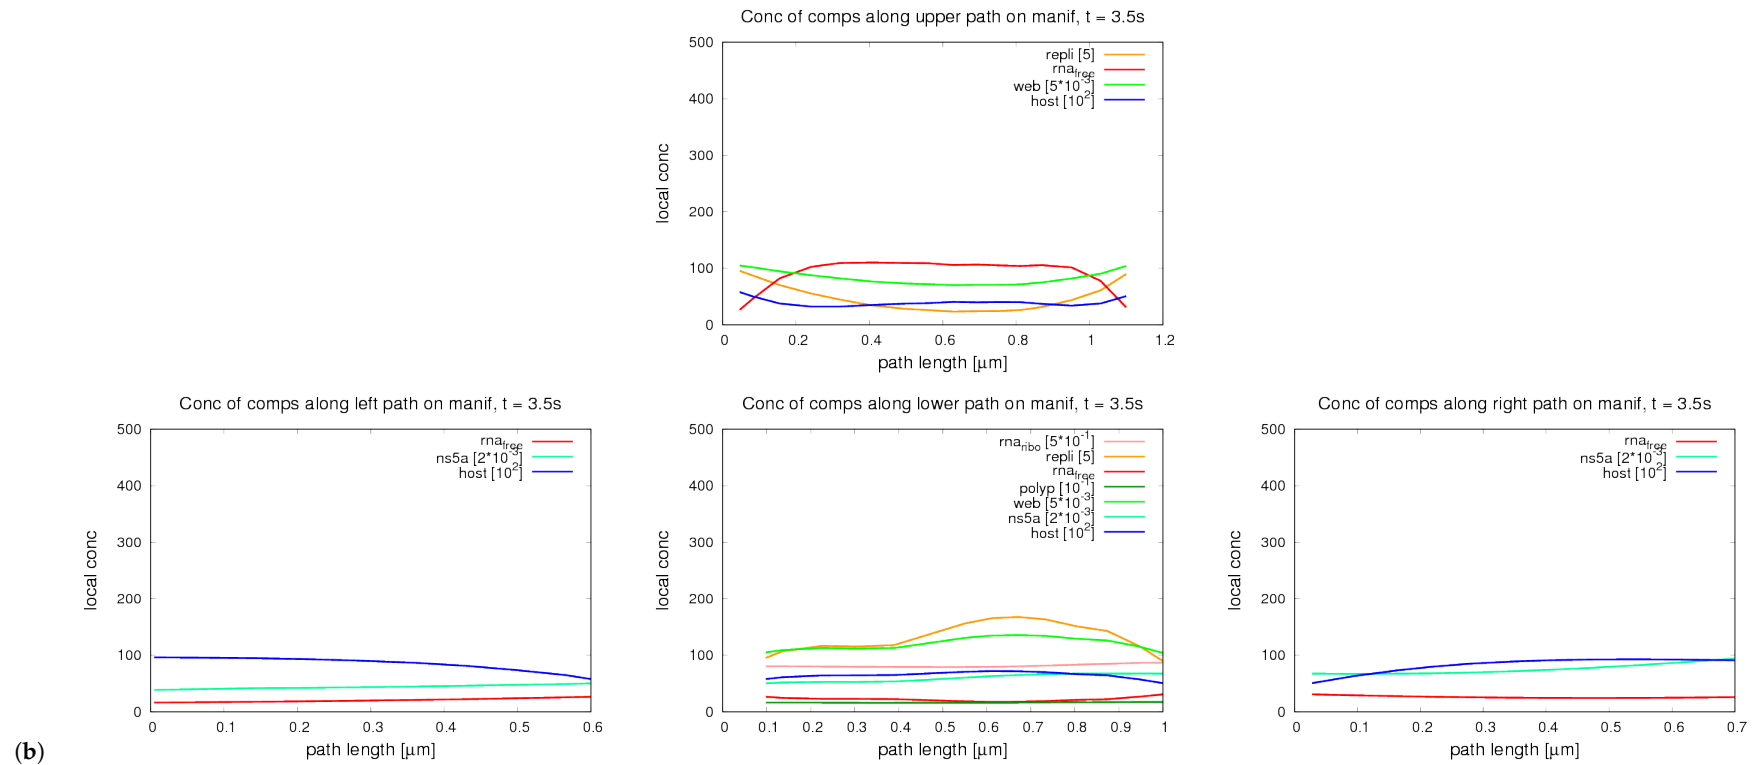 Conc of comps along upper path on manif, t = 3.5s
500
400
300
200
100
0
local conc
repli [5]
rna_free
web [5*10^-3]
host [10^2]
0 0.2 0.4 0.6 0.8 1 1.2
path length [μm]
Conc of comps along left path on manif, t = 3.5s
500
400
300
200
100
0
local conc
rna_free
ns5a [2*10^-3]
host [10^2]
0 0.1 0.2 0.3 0.4 0.5 0.6
path length [μm]
Conc of comps along lower path on manif, t = 3.5s
500
400
300
200
100
0
local conc
rna_ribo [5*10^-1]
repli [5]
rna_free
polyp [10^-1]
web [5*10^-3]
ns5a [2*10^-3]
host [10^2]
0 0.1 0.2 0.3 0.4 0.5 0.6 0.7 0.8 0.9 1
path length [μm]
Conc of comps along right path on manif, t = 3.5s
500
400
300
200
100
0
local conc
rna_free
ns5a [2*10^-3]
host [10^2]
0 0.1 0.2 0.3 0.4 0.5 0.6 0.7
path length [μm]
(b)